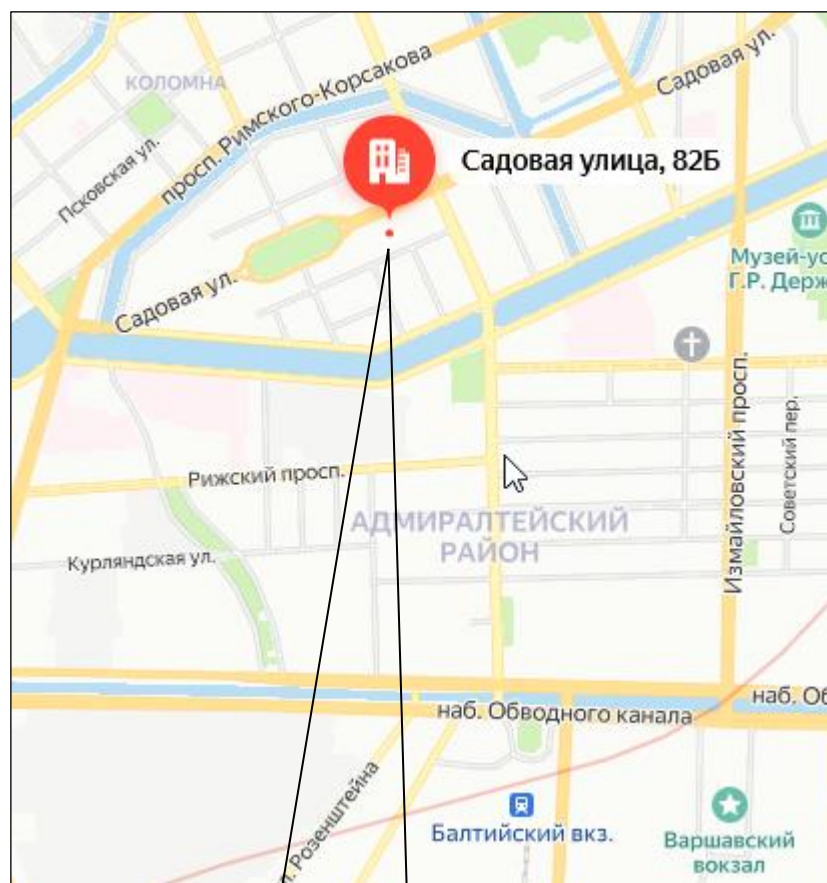 КОЛОМНА
просп. Римского-Корсакова
Садовая ул.
Псковская ул.
Садовая улица, 82Б
Музей-ус
Г.Р. Держ
Садовая ул.
Измайловский просп.
Советский пер.
Рижский просп.
АДМИРАЛТЕЙСКИЙ
РАЙОН
Курляндская ул.
наб. Обводного канала
наб. Об
л. Розенштейна
Балтийский вкз.
Варшавский
вокзал